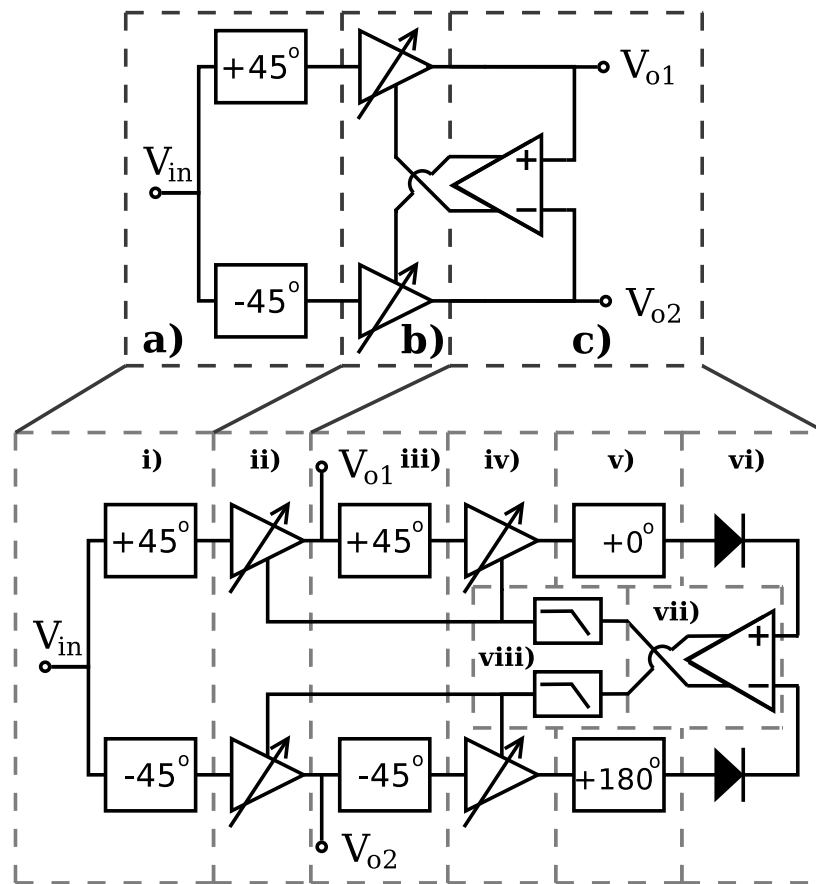 +45°
V_o1
V_in
+
−
-45°
V_o2
a)
b)
c)
i)
ii)
iii)
iv)
v)
vi)
V_o1
+45°
+45°
+0°
vii)
+
V_in
viii)
−
-45°
-45°
+180°
V_o2